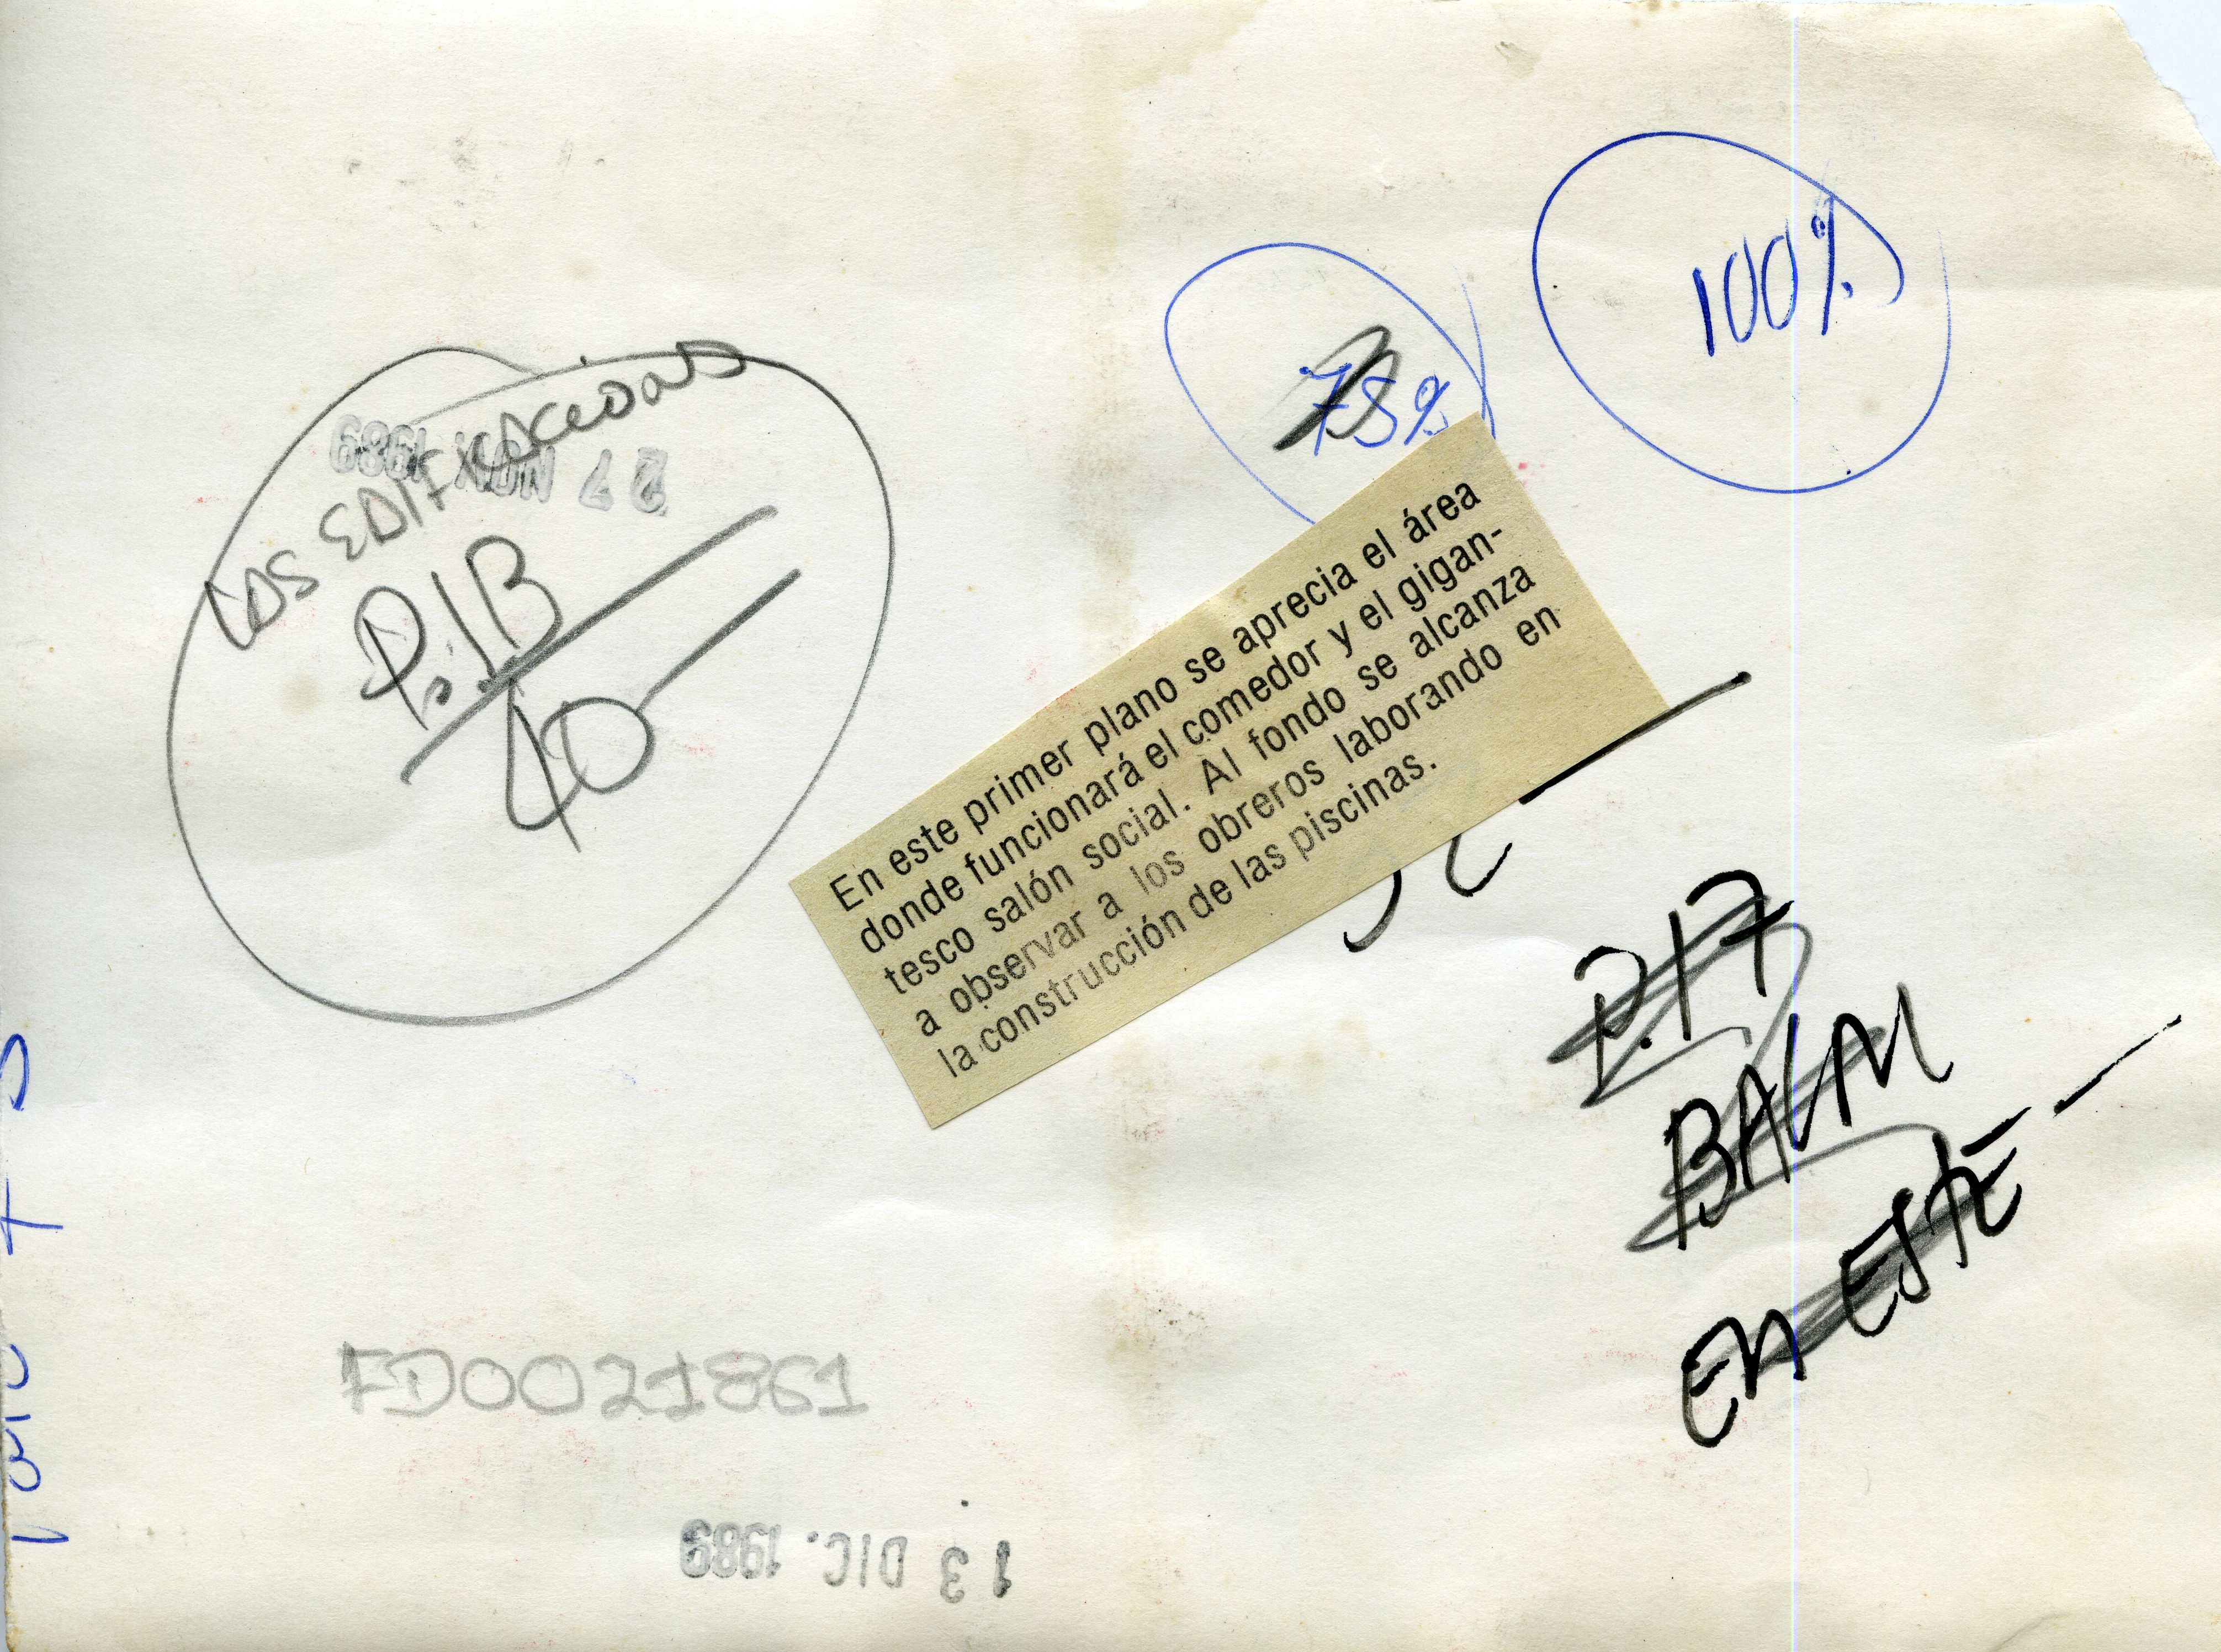 100%
75%
LOS EDIFICACIONES
27 NOV. 1989
P.1B
40
En este primer plano se aprecia el área
donde funcionará el comedor y el gigan-
tesco salón social. Al fondo se alcanza
a observar a los obreros laborando en
la construcción de las piscinas.
P.17
BALM
EN ESTE
FD0021861
13 DIC. 1989